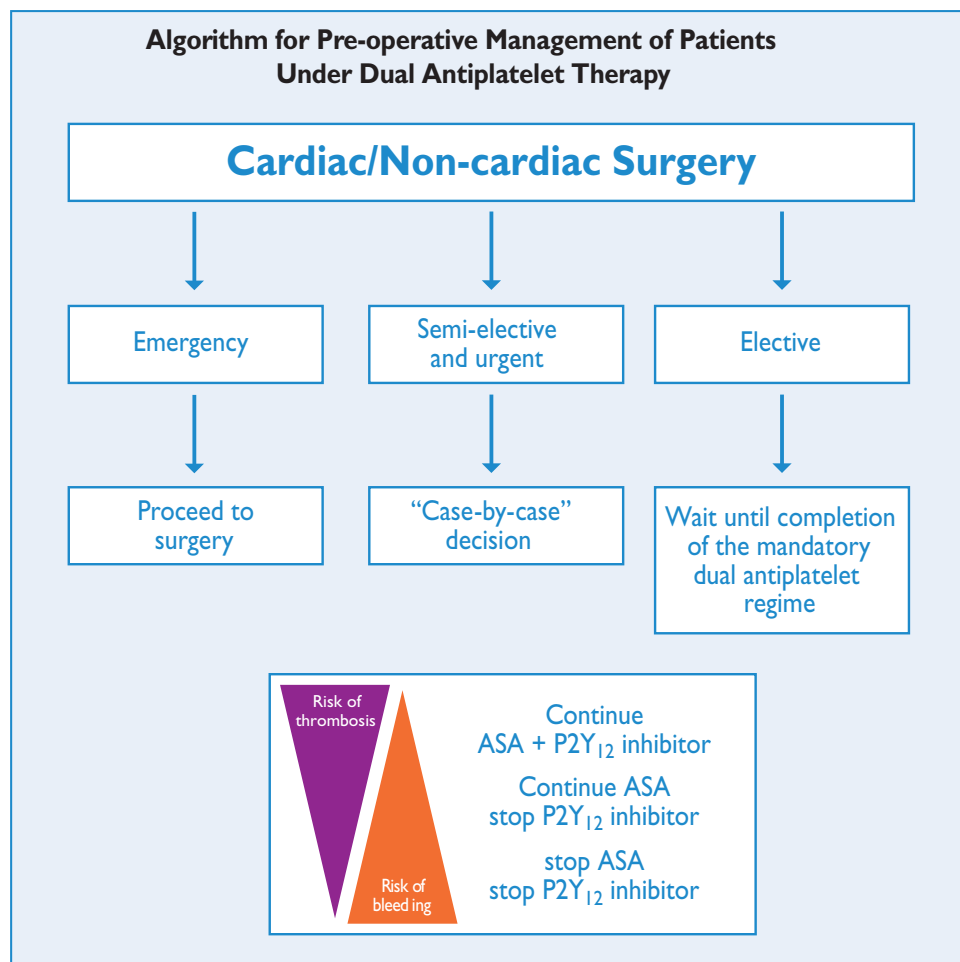 Algorithm for Pre-operative Management of Patients
Under Dual Antiplatelet Therapy
Cardiac/Non-cardiac Surgery
Emergency
Semi-elective
and urgent
Elective
Proceed to
surgery
“Case-by-case”
decision
Wait until completion
of the mandatory
dual antiplatelet
regime
Risk of
thrombosis
Risk of
bleeding
Continue
ASA + P2Y₁₂ inhibitor
Continue ASA
stop P2Y₁₂ inhibitor
stop ASA
stop P2Y₁₂ inhibitor